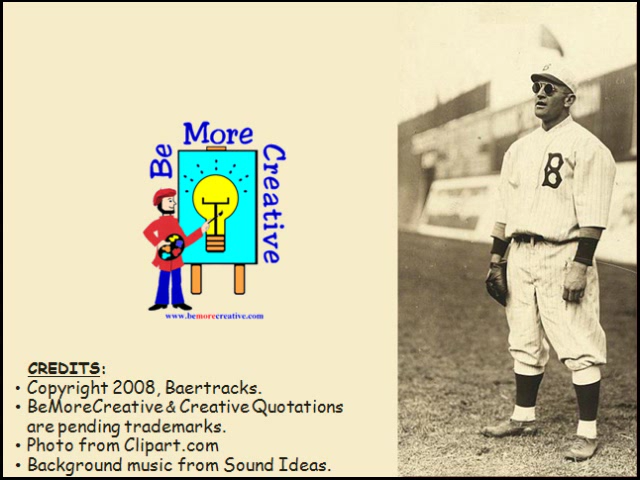 Be More Creative
www.bemorecreative.com
B
B
CREDITS:
• Copyright 2008, Baertracks.
• BeMoreCreative & Creative Quotations
are pending trademarks.
• Photo from Clipart.com
• Background music from Sound Ideas.